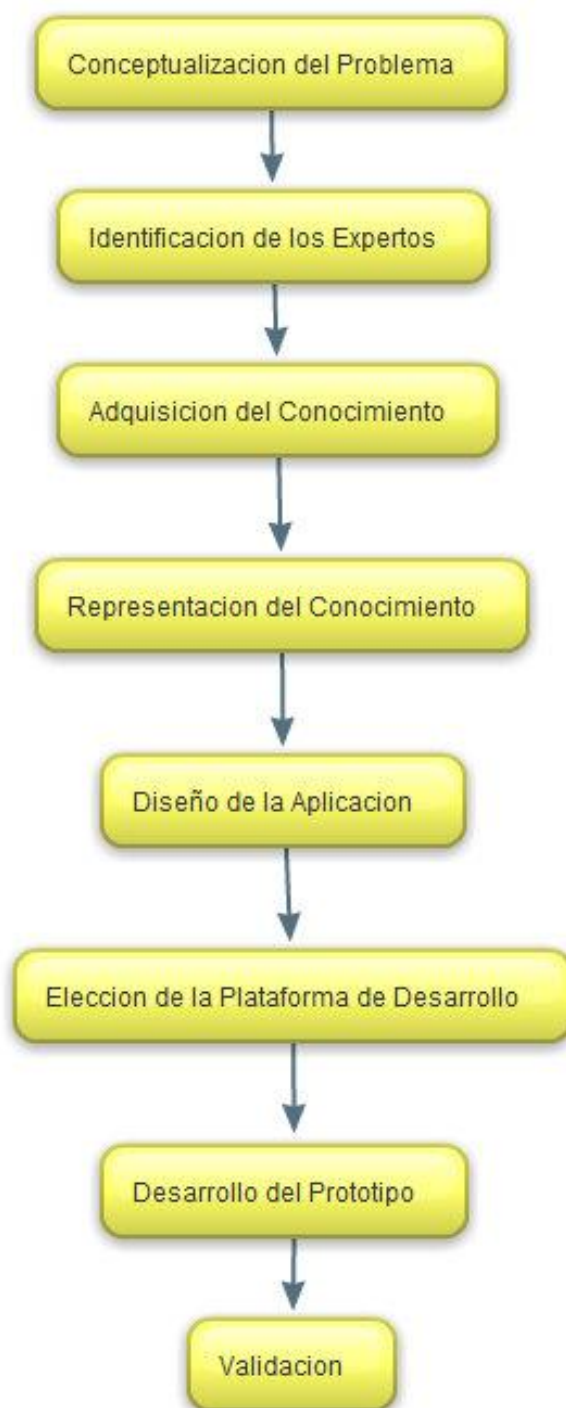 Conceptualizacion del Problema
Identificacion de los Expertos
Adquisicion del Conocimiento
Representacion del Conocimiento
Diseño de la Aplicacion
Eleccion de la Plataforma de Desarrollo
Desarrollo del Prototipo
Validacion